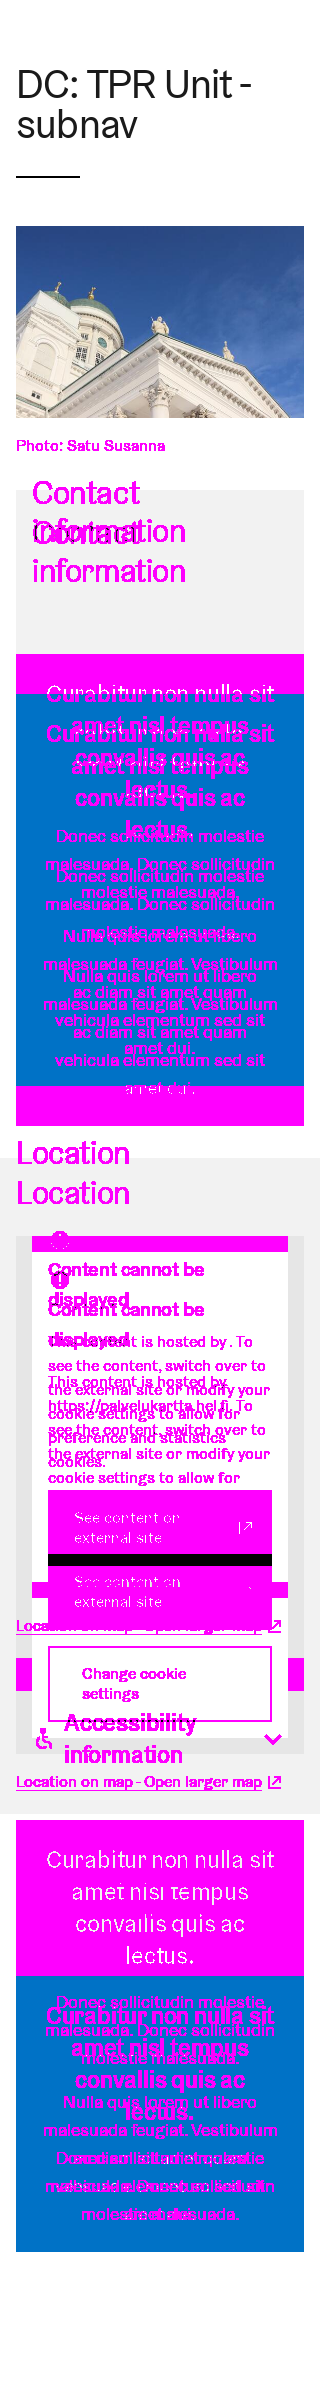 DC: TPR Unit -
subnav
Photo: Satu Susanna
Contact
information
Contact
information
Curabitur non nulla sit
amet nisl tempus
Curabitur non nulla sit
convallis quis ac
amet nisl tempus
lectus.
convallis quis ac
lectus.
Donec sollicitudin molestie
malesuada. Donec sollicitudin
Donec sollicitudin molestie
molestie malesuada.
malesuada. Donec sollicitudin
molestie malesuada.
Nulla quis lorem ut libero
malesuada feugiat. Vestibulum
Nulla quis lorem ut libero
ac diam sit amet quam
malesuada feugiat. Vestibulum
vehicula elementum sed sit
ac diam sit amet quam
amet dui.
vehicula elementum sed sit
amet dui.
Location
Location
Content cannot be
displayed
Content cannot be
displayed
This content is hosted by . To
see the content, switch over to
This content is hosted by
the external site or modify your
https://palvelukartta.hel.fi. To
cookie settings to allow for
see the content, switch over to
preference and statistics
the external site or modify your
cookies.
cookie settings to allow for
See content on
external site
See content on
external site
Location on map - Open larger map
Change cookie
settings
Accessibility
information
Location on map - Open larger map
Curabitur non nulla sit
amet nisl tempus
convallis quis ac
lectus.
Donec sollicitudin molestie
Curabitur non nulla sit
malesuada. Donec sollicitudin
amet nisl tempus
molestie malesuada.
convallis quis ac
Nulla quis lorem ut libero
lectus.
malesuada feugiat. Vestibulum
Donec sollicitudin molestie
malesuada. Donec sollicitudin
molestie malesuada.